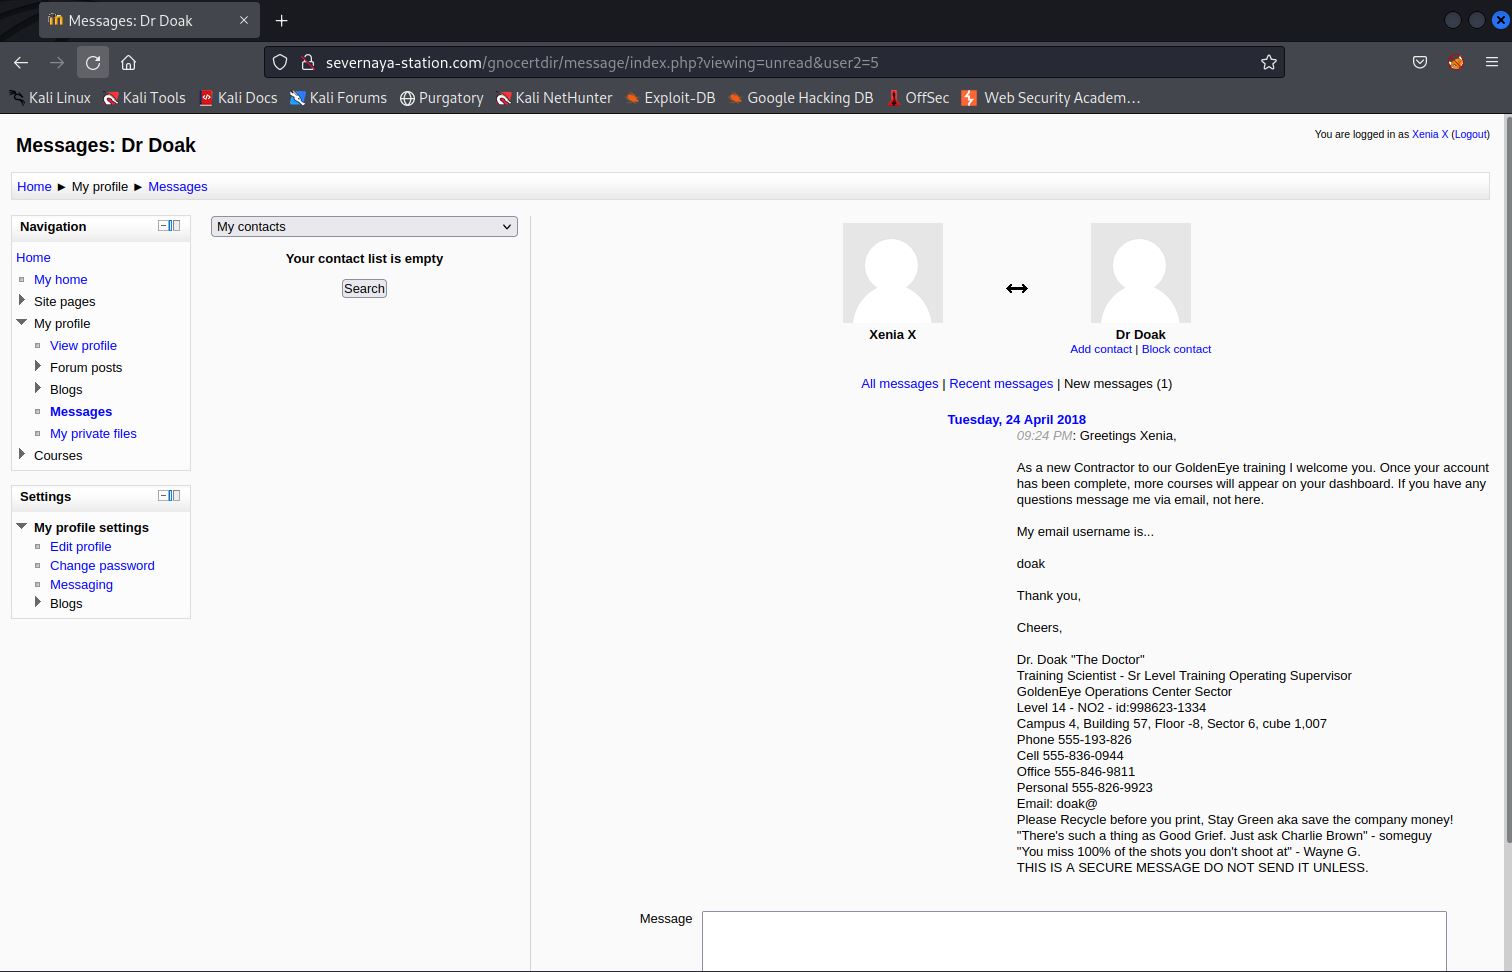 Messages: Dr Doak
severnaya-station.com/gnocertdir/message/index.php?viewing=unread&user2=5
Kali Linux Kali Tools Kali Docs Kali Forums Purgatory Kali NetHunter Exploit-DB Google Hacking DB OffSec Web Security Academ…
Messages: Dr Doak
You are logged in as Xenia X (Logout)
Home ► My profile ► Messages
Navigation
Home
My home
Site pages
My profile
View profile
Forum posts
Blogs
Messages
My private files
Courses
Settings
My profile settings
Edit profile
Change password
Messaging
Blogs
My contacts
Your contact list is empty
Search
Xenia X
Dr Doak
Add contact | Block contact
All messages | Recent messages | New messages (1)
Tuesday, 24 April 2018
09:24 PM: Greetings Xenia,
As a new Contractor to our GoldenEye training I welcome you. Once your account
has been complete, more courses will appear on your dashboard. If you have any
questions message me via email, not here.
My email username is...
doak
Thank you,
Cheers,
Dr. Doak "The Doctor"
Training Scientist - Sr Level Training Operating Supervisor
GoldenEye Operations Center Sector
Level 14 - NO2 - id:998623-1334
Campus 4, Building 57, Floor -8, Sector 6, cube 1,007
Phone 555-193-826
Cell 555-836-0944
Office 555-846-9811
Personal 555-826-9923
Email: doak@
Please Recycle before you print, Stay Green aka save the company money!
"There's such a thing as Good Grief. Just ask Charlie Brown" - someguy
"You miss 100% of the shots you don't shoot at" - Wayne G.
THIS IS A SECURE MESSAGE DO NOT SEND IT UNLESS.
Message